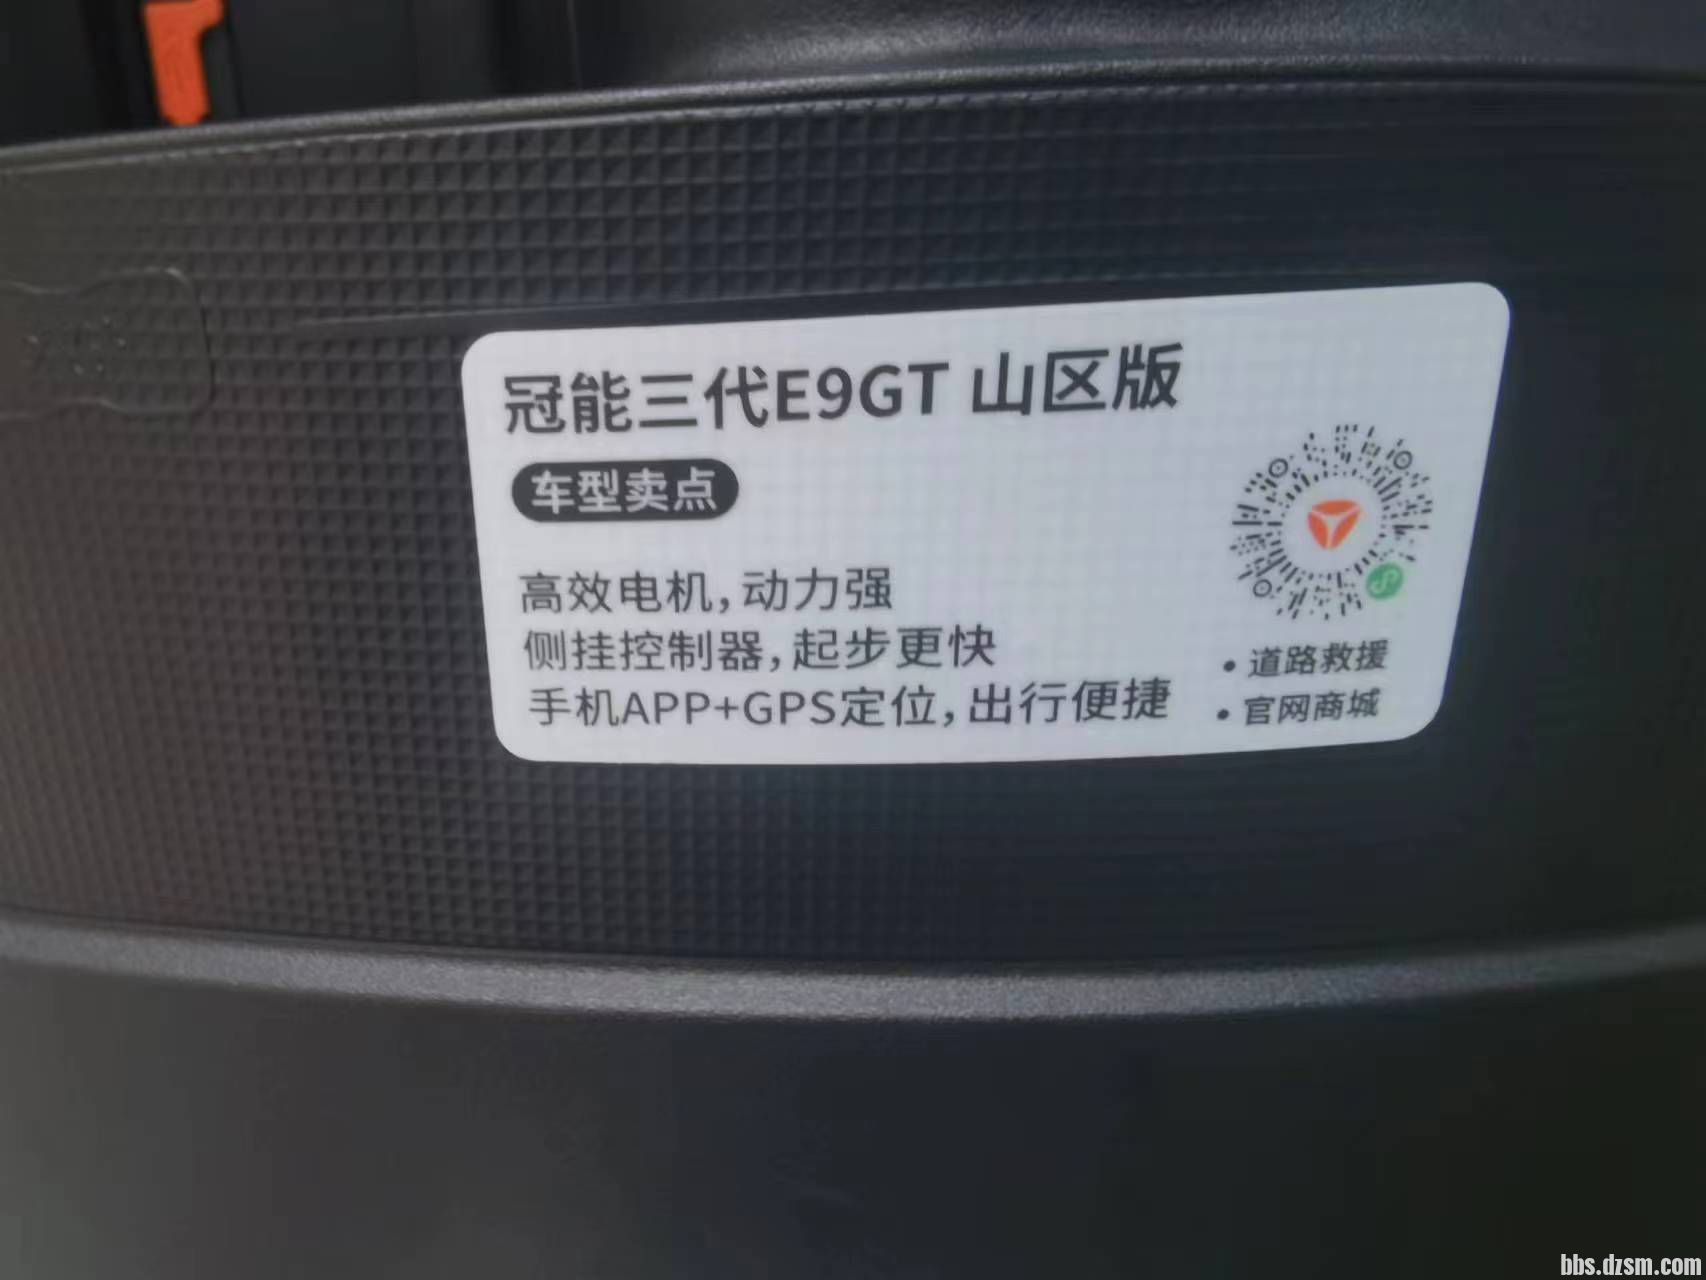 冠能三代E9GT 山区版
车型卖点
高效电机，动力强
侧挂控制器，起步更快
手机APP+GPS定位，出行便捷
• 道路救援
• 官网商城
bbs.dzsm.com